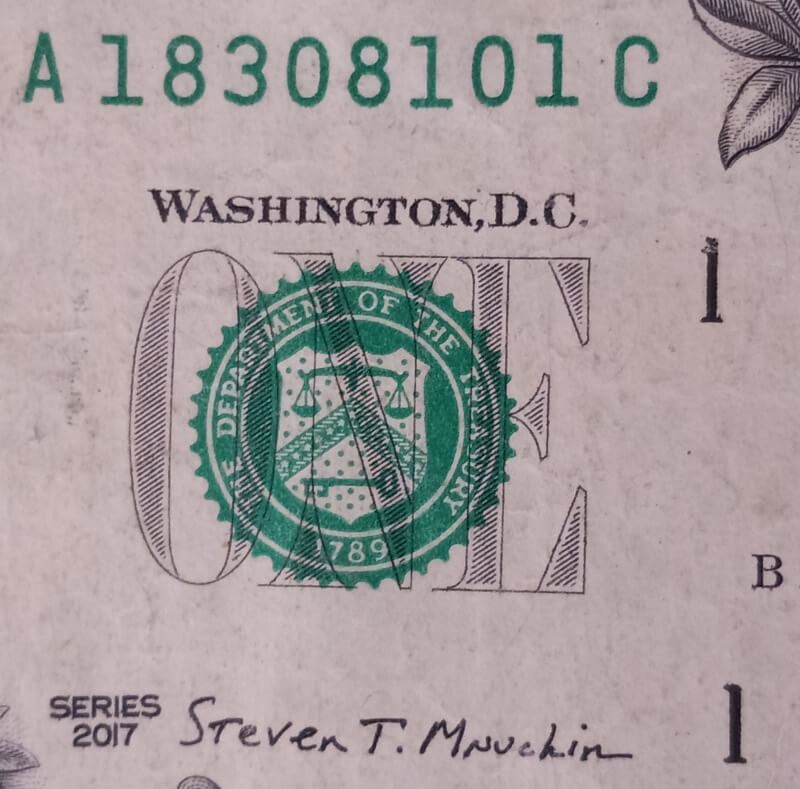 A 18308101 C
WASHINGTON, D.C.
1
ONE
THE DEPARTMENT OF THE TREASURY
1789
B
SERIES
2017
Steven T. Mnuchin
1